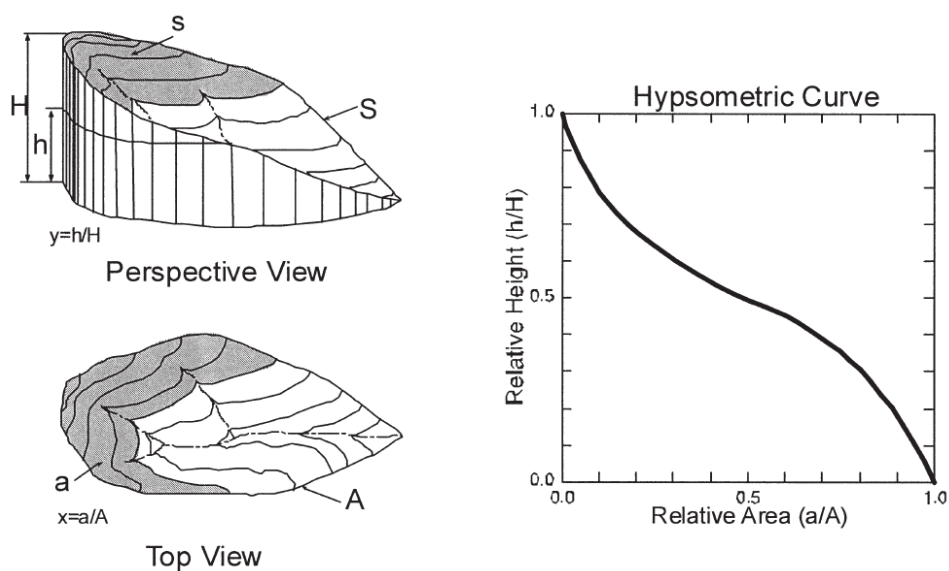 s
H
S
h
y=h/H
Perspective View
a
A
x=a/A
Top View
Hypsometric Curve
1.0
Relative Height (h/H)
0.5
0.0
0.0
0.5
1.0
Relative Area (a/A)